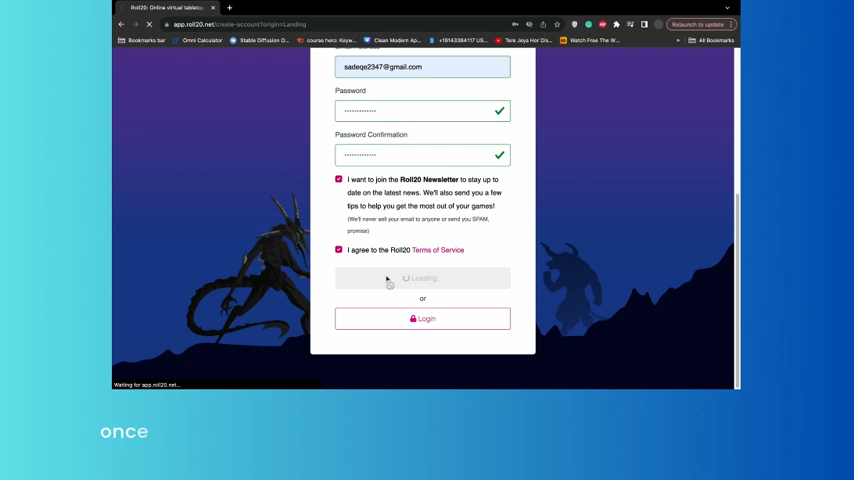 Roll20: Online virtual tabletop
app.roll20.net/create-account?origin=Landing
Relaunch to update
Bookmarks bar
Omni Calculator
Stable Diffusion O...
course hero: Keyw...
Clean Modern Ap...
+19143384117 US...
Tere Jeya Hor Dis...
Watch Free The W...
»
All Bookmarks
sadeqe2347@gmail.com
Password
Password Confirmation
I want to join the Roll20 Newsletter to stay up to
date on the latest news. We'll also send you a few
tips to help you get the most out of your games!
(We'll never sell your email to anyone or send you SPAM,
promise)
I agree to the Roll20 Terms of Service
Loading...
or
Login
Waiting for app.roll20.net...
once